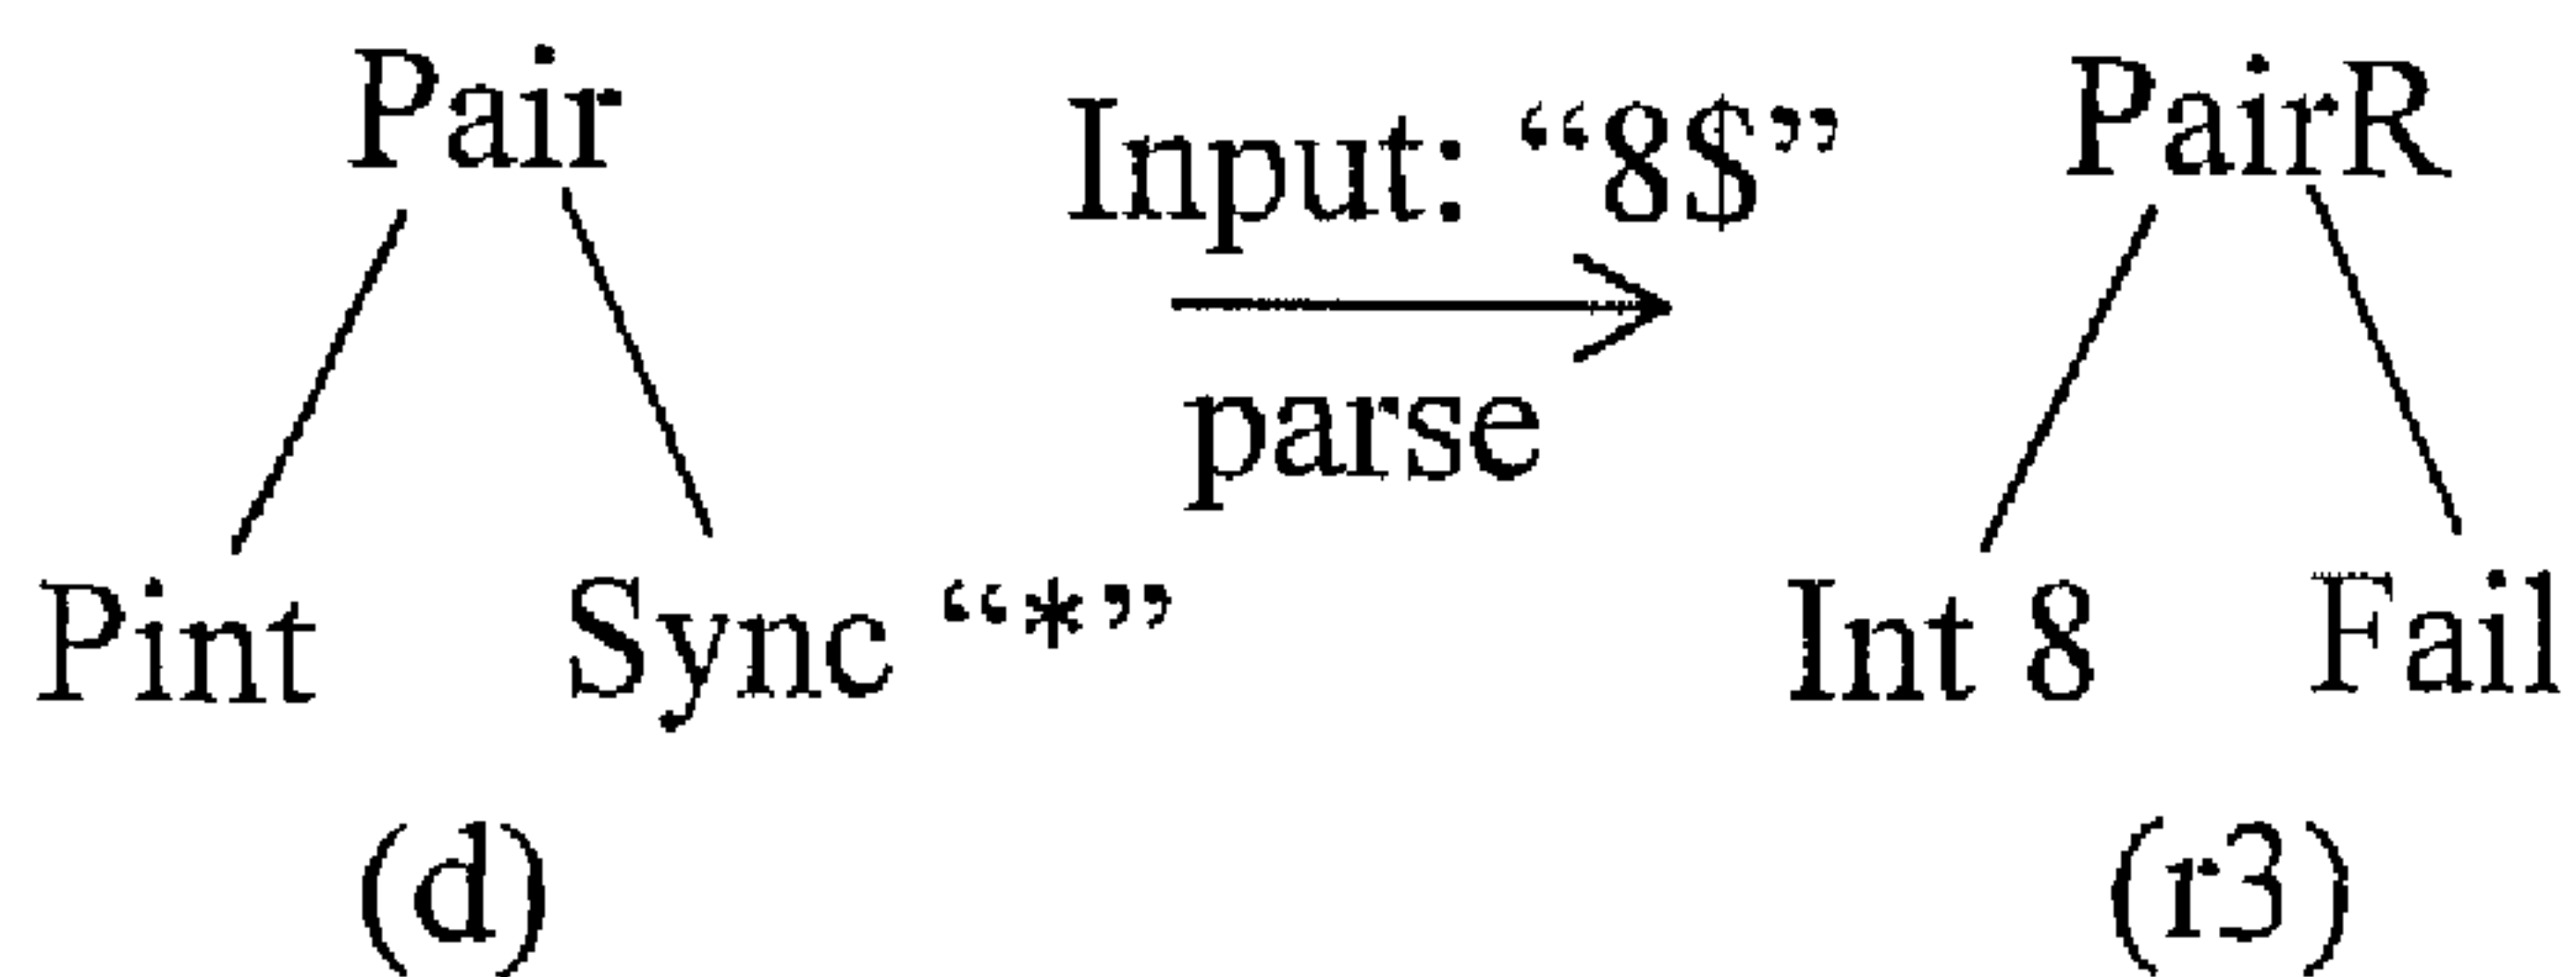 Pair
Input: “8$”
PairR
parse
Pint
Sync “*”
Int 8
Fail
(d)
(r3)